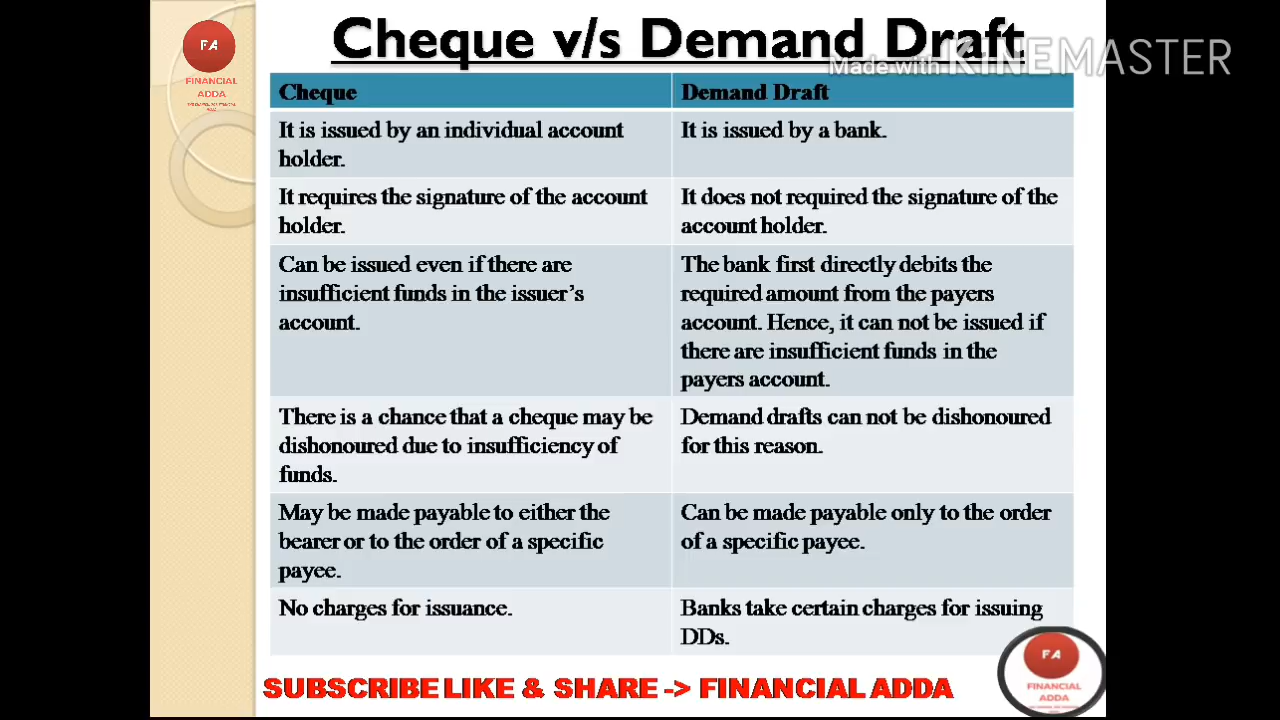 Cheque v/s Demand Draft
Made with KINEMASTER
FA
FINANCIAL
ADDA
Cheque
Demand Draft
It is issued by an individual account
holder.
It is issued by a bank.
It requires the signature of the account
holder.
It does not required the signature of the
account holder.
Can be issued even if there are
insufficient funds in the issuer's
account.
The bank first directly debits the
required amount from the payers
account. Hence, it can not be issued if
there are insufficient funds in the
payers account.
There is a chance that a cheque may be
dishonoured due to insufficiency of
funds.
Demand drafts can not be dishonoured
for this reason.
May be made payable to either the
bearer or to the order of a specific
payee.
Can be made payable only to the order
of a specific payee.
No charges for issuance.
Banks take certain charges for issuing
DDs.
SUBSCRIBE LIKE & SHARE -> FINANCIAL ADDA
FA
FINANCIAL
ADDA